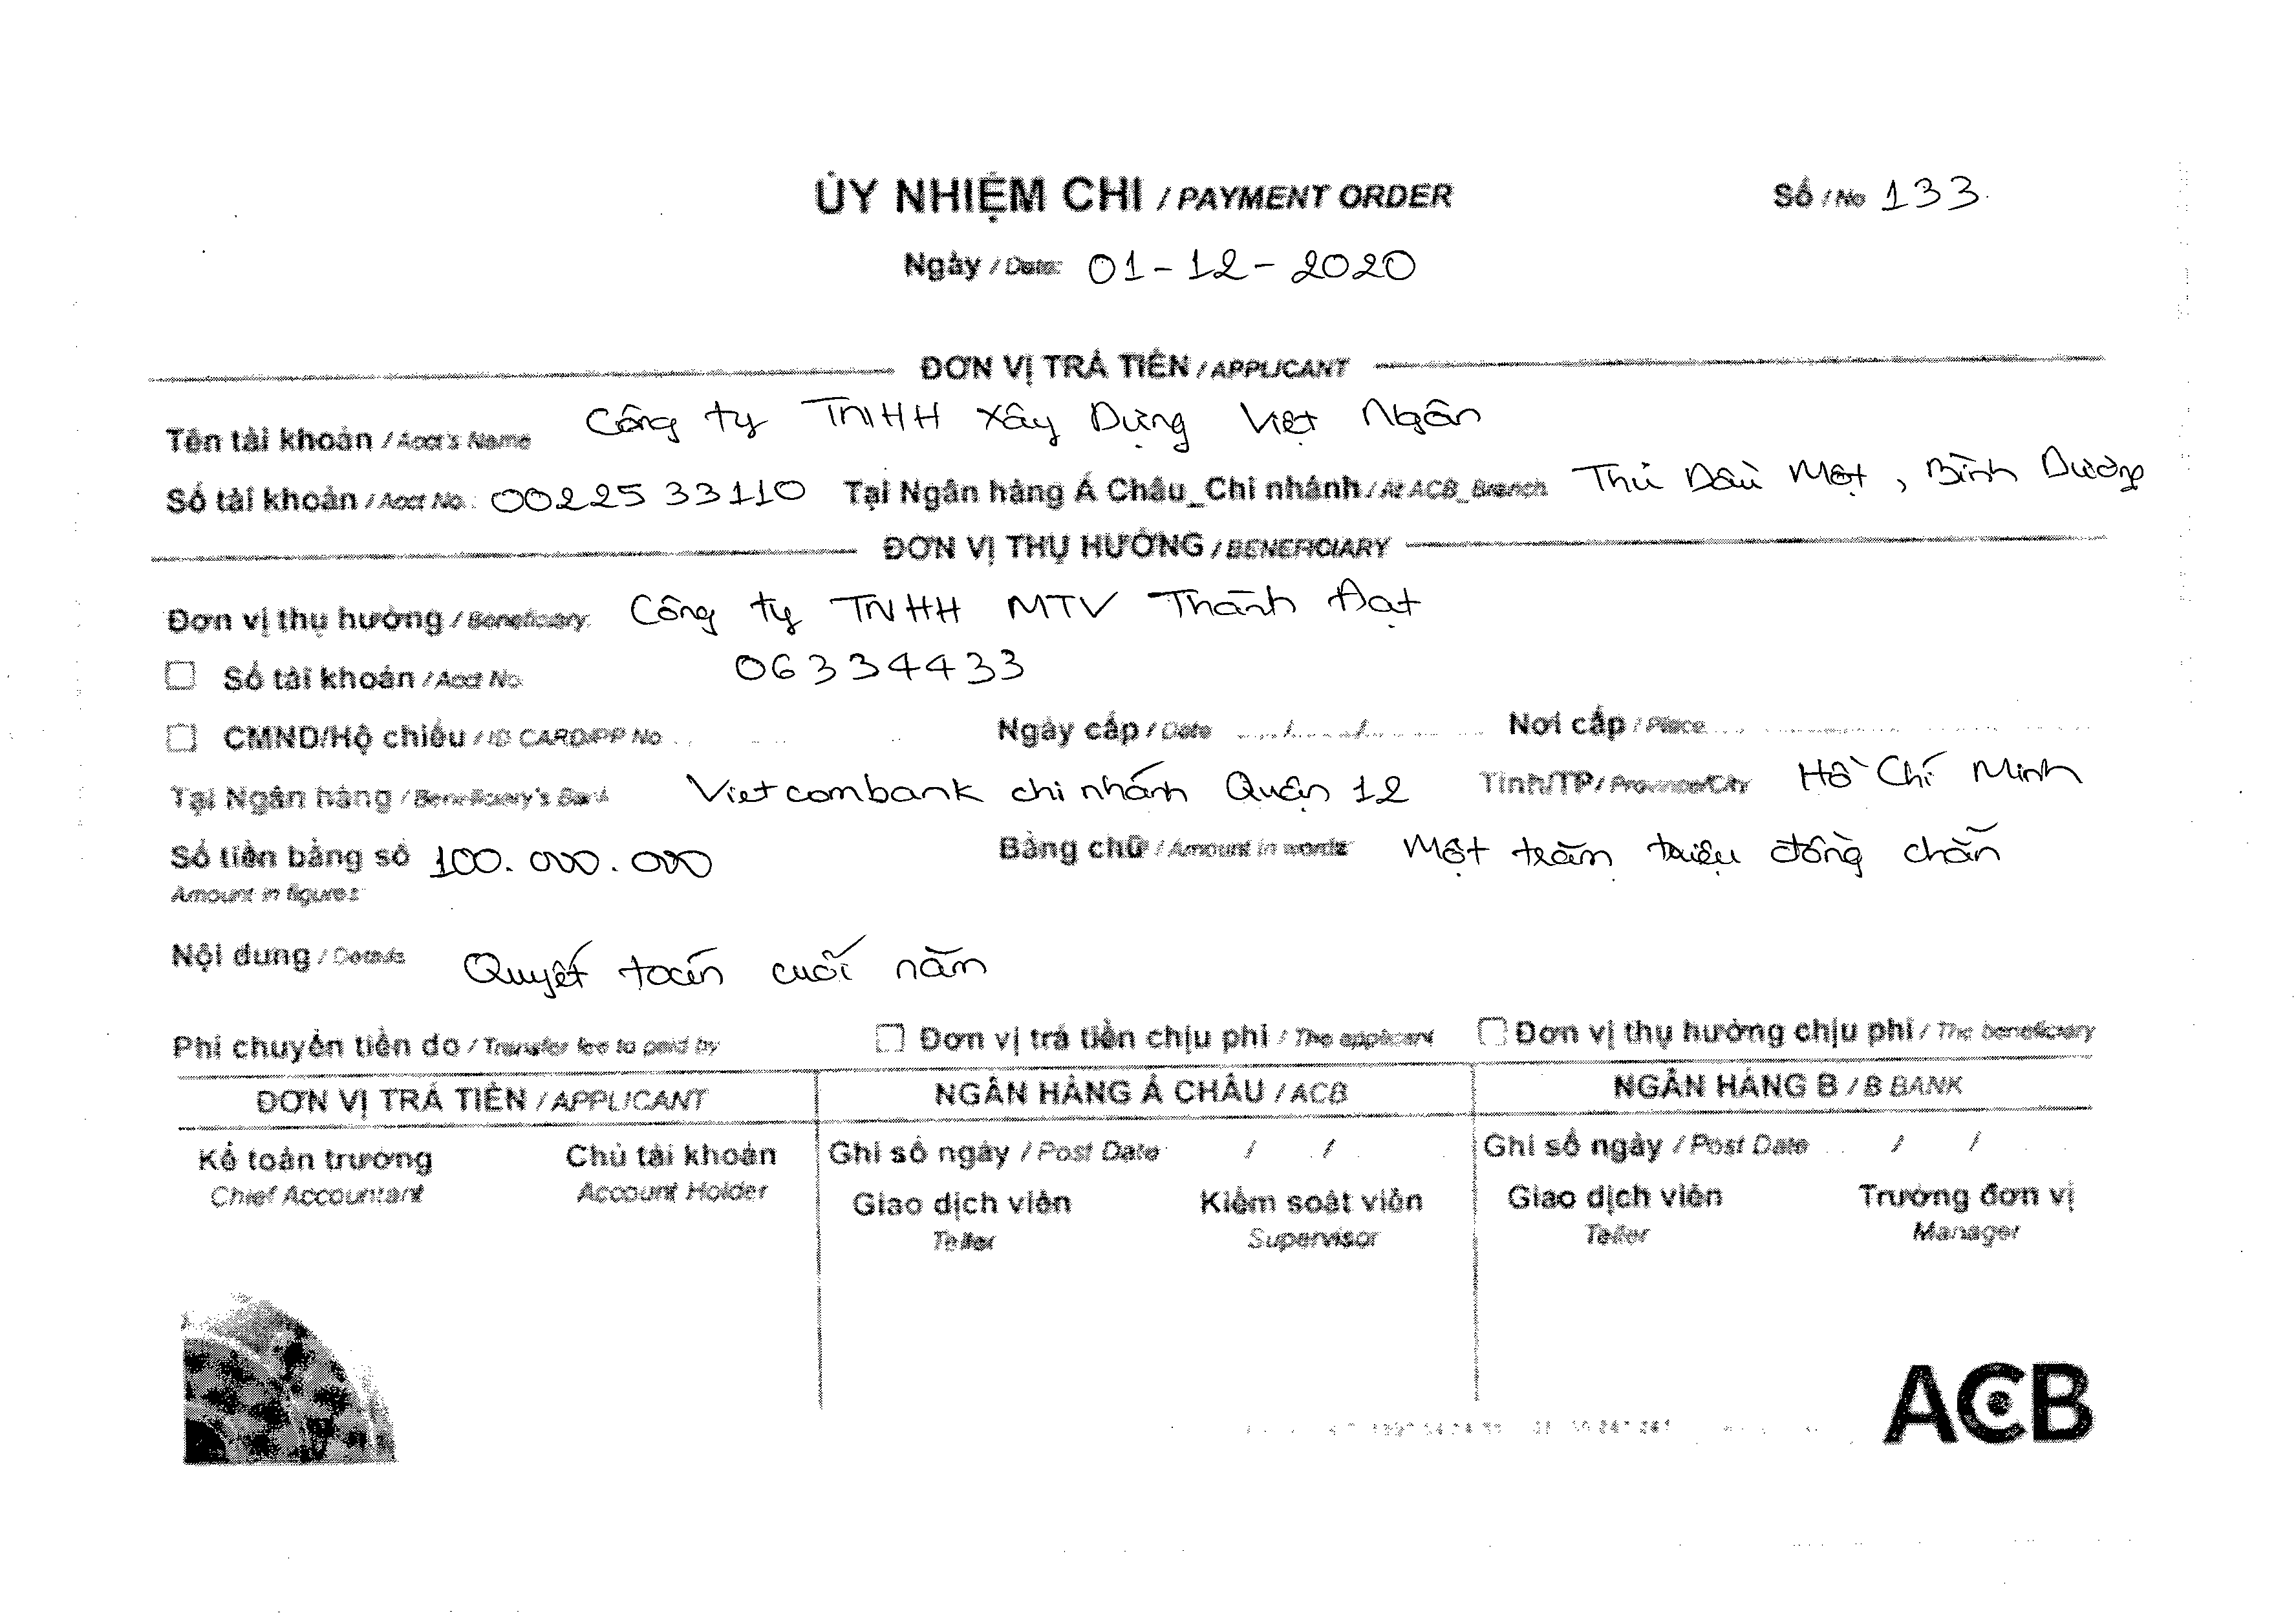 ỦY NHIỆM CHI / PAYMENT ORDER Số / No 133
Ngày / Date: 01-12-2020
ĐƠN VỊ TRẢ TIỀN / APPLICANT
Tên tài khoản / Acct's Name Công ty TNHH Xây Dựng Việt Ngân
Số tài khoản / Acct No.: 0022533110 Tại Ngân hàng Á Châu_Chi nhánh / At ACB_Branch Thủ Dầu Một, Bình Dương
ĐƠN VỊ THỤ HƯỞNG / BENEFICIARY
Đơn vị thụ hưởng / Beneficiary: Công ty TNHH MTV Thành Đạt
☐ Số tài khoản / Acct No. 06334433
☐ CMND/Hộ chiếu / ID CARD/PP No Ngày cấp / Date ....../....../...... Nơi cấp / Place
Tại Ngân hàng / Beneficiary's Bank Vietcombank chi nhánh Quận 12 Tỉnh/TP / Province/City Hồ Chí Minh
Số tiền bằng số 100.000.000 Bằng chữ / Amount in words: Một trăm triệu đồng chẵn
Amount in figures
Nội dung / Details Quyết toán cuối năm
Phí chuyển tiền do / Transfer fee to paid by ☐ Đơn vị trả tiền chịu phí / The applicant ☐ Đơn vị thụ hưởng chịu phí / The beneficiary
ĐƠN VỊ TRẢ TIỀN / APPLICANT NGÂN HÀNG Á CHÂU / ACB NGÂN HÀNG B / B BANK
Kế toán trưởng Chủ tài khoản Ghi sổ ngày / Post Date / / Ghi sổ ngày / Post Date / /
Chief Accountant Account Holder Giao dịch viên Kiểm soát viên Giao dịch viên Trưởng đơn vị
Teller Supervisor Teller Manager
ACB